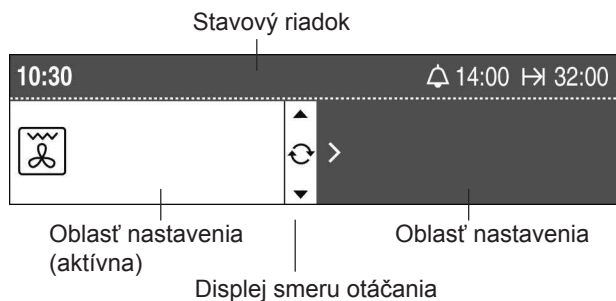 Stavový riadok
10:30 14:00 32:00
Oblasť nastavenia
(aktívna)
Oblasť nastavenia
Displej smeru otáčania